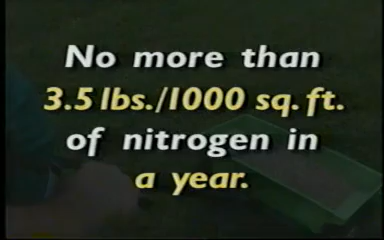 No more than
3.5 lbs./1000 sq. ft.
of nitrogen in
a year.